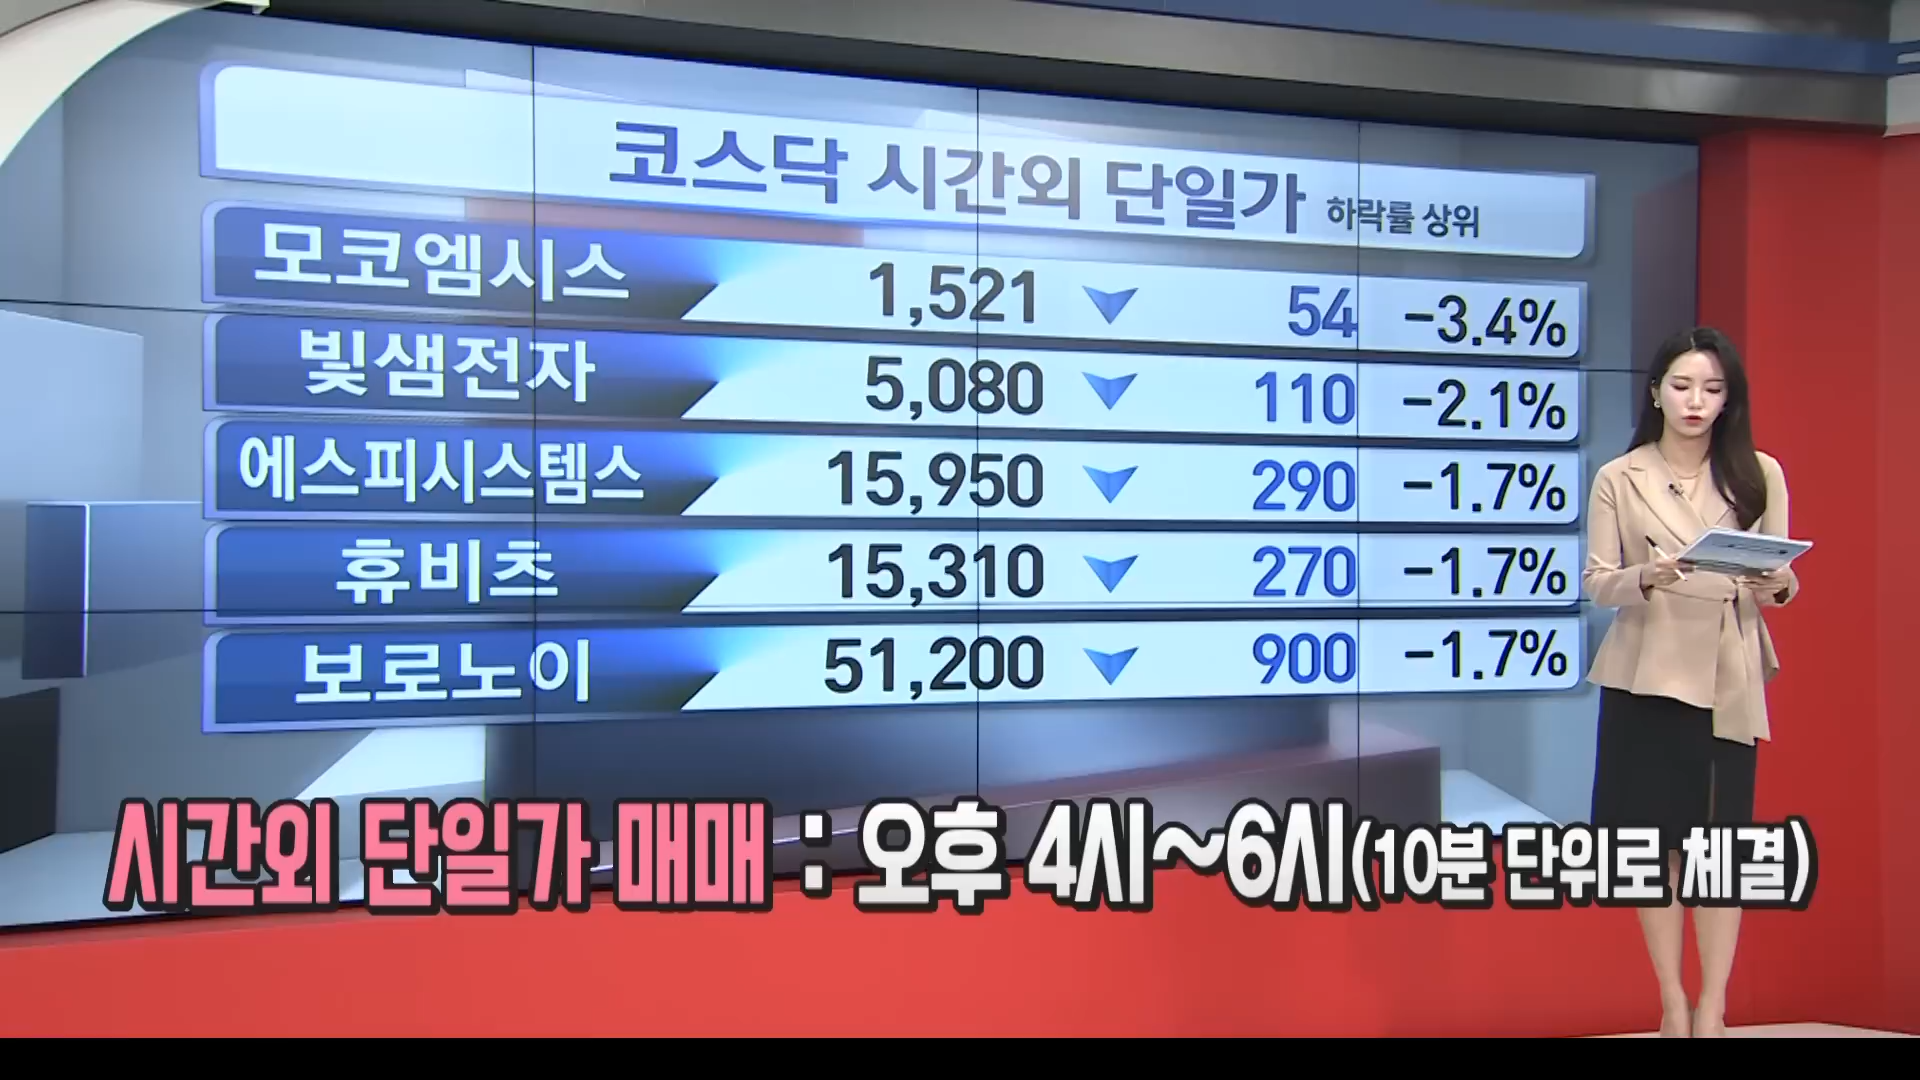 코스닥 시간외 단일가 하락률 상위
모코엠시스 1,521 ▼ 54 -3.4%
빛샘전자 5,080 ▼ 110 -2.1%
에스피시스템스 15,950 ▼ 290 -1.7%
휴비츠 15,310 ▼ 270 -1.7%
보로노이 51,200 ▼ 900 -1.7%
시간외 단일가 매매 : 오후 4시~6시(10분 단위로 체결)